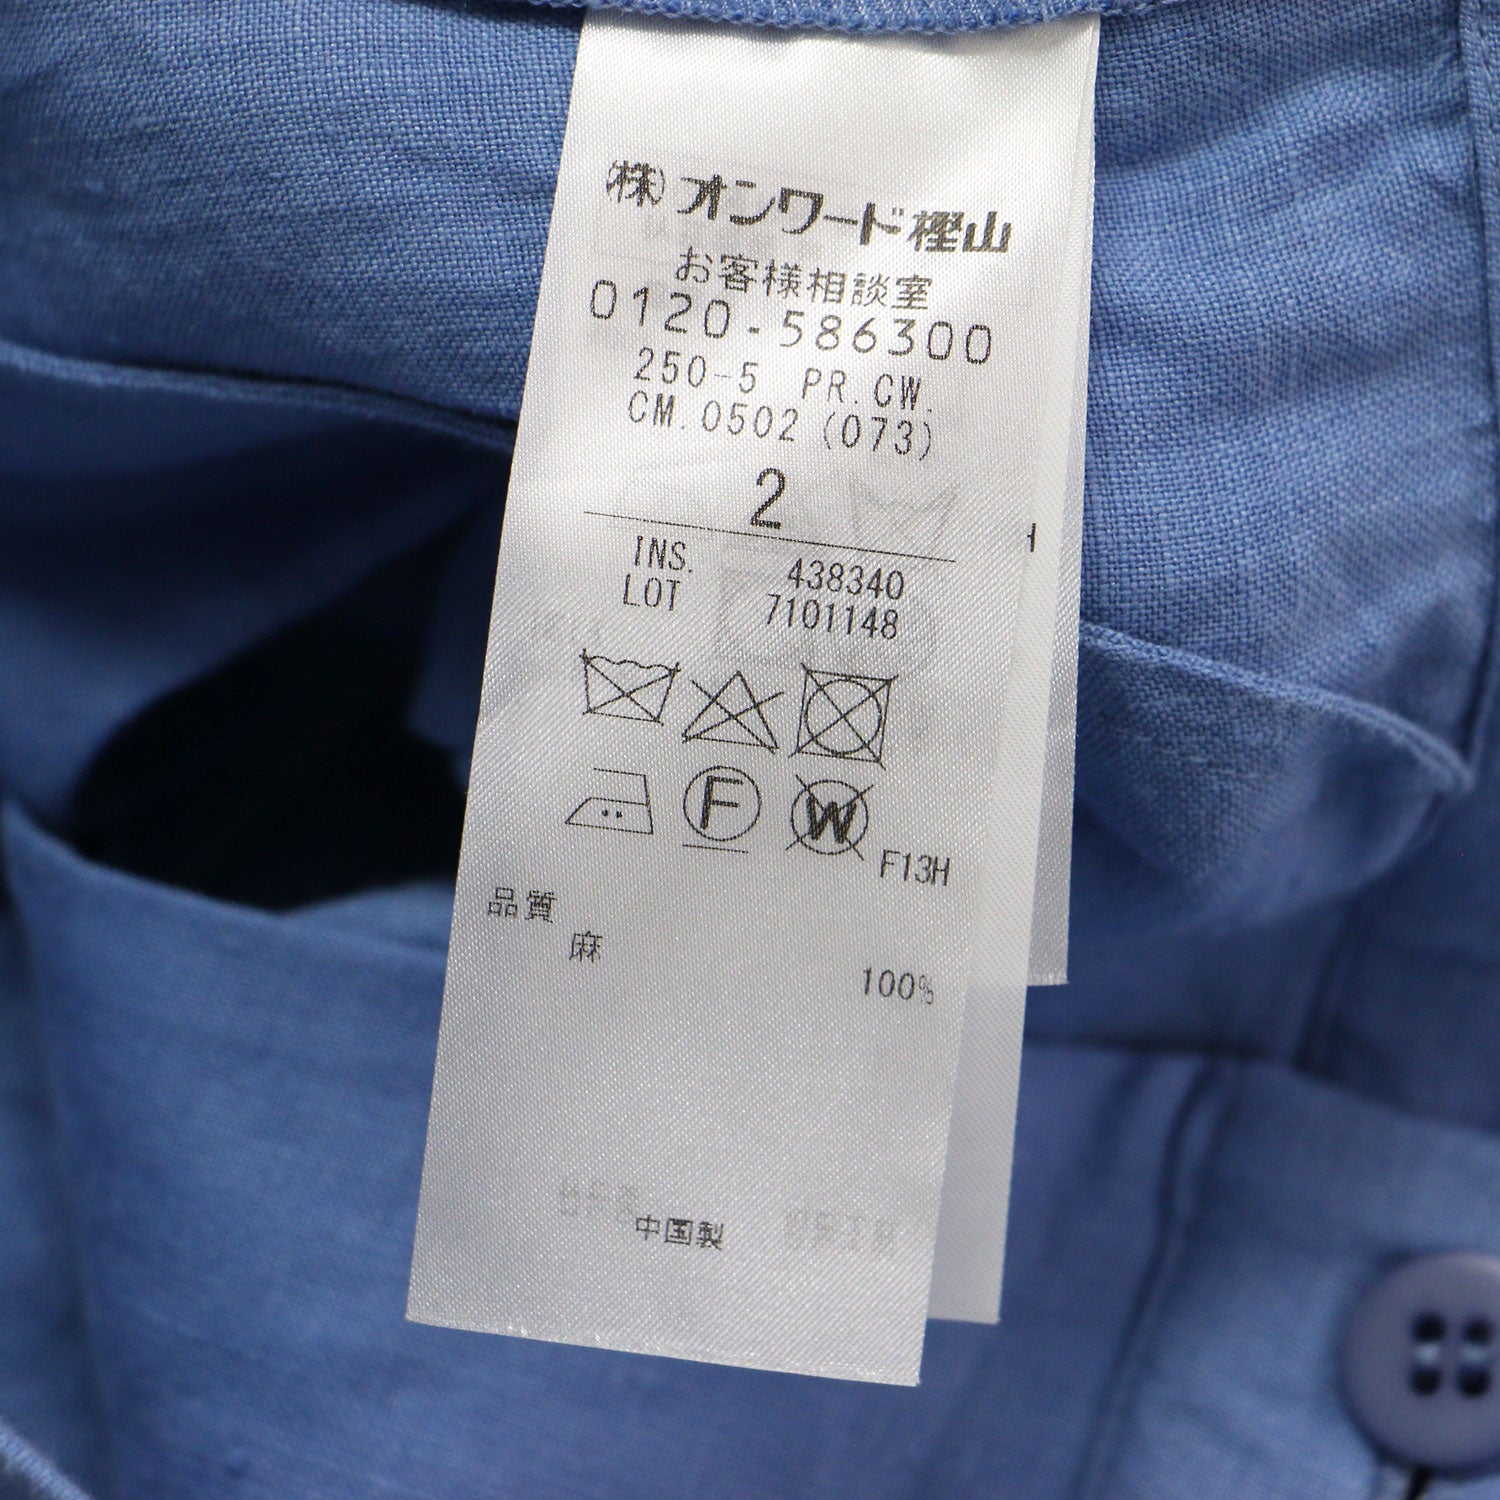 (株)オンワード樫山
お客様相談室
0120-586300
250-5 PR.CW.
CM.0502 (073)
2
INS. 438340
LOT 7101148
F
W
F13H
品質
麻
100%
中国製
H